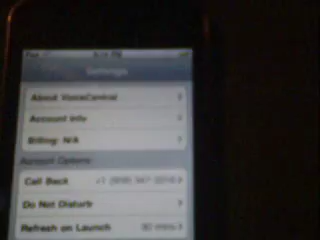 Settings
About VoiceCentral
Account info
Billing: N/A
Account Options:
Call Back
Do Not Disturb
Refresh on Launch